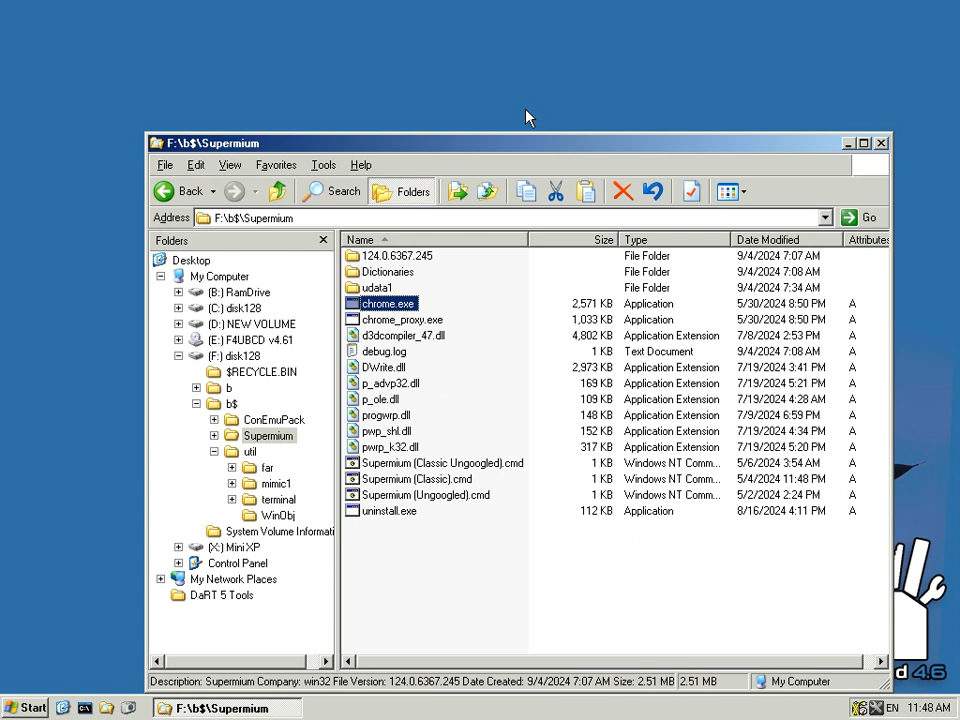 F:\b$\Supermium
File Edit View Favorites Tools Help
Back Search Folders
Address F:\b$\Supermium Go
Folders
Desktop
My Computer
(B:) RamDrive
(C:) disk128
(D:) NEW VOLUME
(E:) F4UBCD v4.61
(F:) disk128
$RECYCLE.BIN
b
b$
ConEmuPack
Supermium
util
far
mimic1
terminal
WinObj
System Volume Informati
(X:) Mini XP
Control Panel
My Network Places
DaRT 5 Tools
Name Size Type Date Modified Attributes
124.0.6367.245 File Folder 9/4/2024 7:07 AM
Dictionaries File Folder 9/4/2024 7:08 AM
udata1 File Folder 9/4/2024 7:34 AM
chrome.exe 2,571 KB Application 5/30/2024 8:50 PM A
chrome_proxy.exe 1,033 KB Application 5/30/2024 8:50 PM A
d3dcompiler_47.dll 4,802 KB Application Extension 7/8/2024 2:53 PM A
debug.log 1 KB Text Document 9/4/2024 7:08 AM A
DWrite.dll 2,973 KB Application Extension 7/19/2024 3:41 PM A
p_advp32.dll 169 KB Application Extension 7/19/2024 5:21 PM A
p_ole.dll 109 KB Application Extension 7/19/2024 4:28 AM A
progwrp.dll 148 KB Application Extension 7/9/2024 6:59 PM A
pwp_shl.dll 152 KB Application Extension 7/19/2024 4:34 PM A
pwrp_k32.dll 317 KB Application Extension 7/19/2024 5:20 PM A
Supermium (Classic Ungoogled).cmd 1 KB Windows NT Comm... 5/6/2024 3:54 AM A
Supermium (Classic).cmd 1 KB Windows NT Comm... 5/4/2024 11:48 PM A
Supermium (Ungoogled).cmd 1 KB Windows NT Comm... 5/2/2024 2:24 PM A
uninstall.exe 112 KB Application 8/16/2024 4:11 PM A
Description: Supermium Company: win32 File Version: 124.0.6367.245 Date Created: 9/4/2024 7:07 AM Size: 2.51 MB 2.51 MB My Computer
d 4.6
Start F:\b$\Supermium EN 11:48 AM